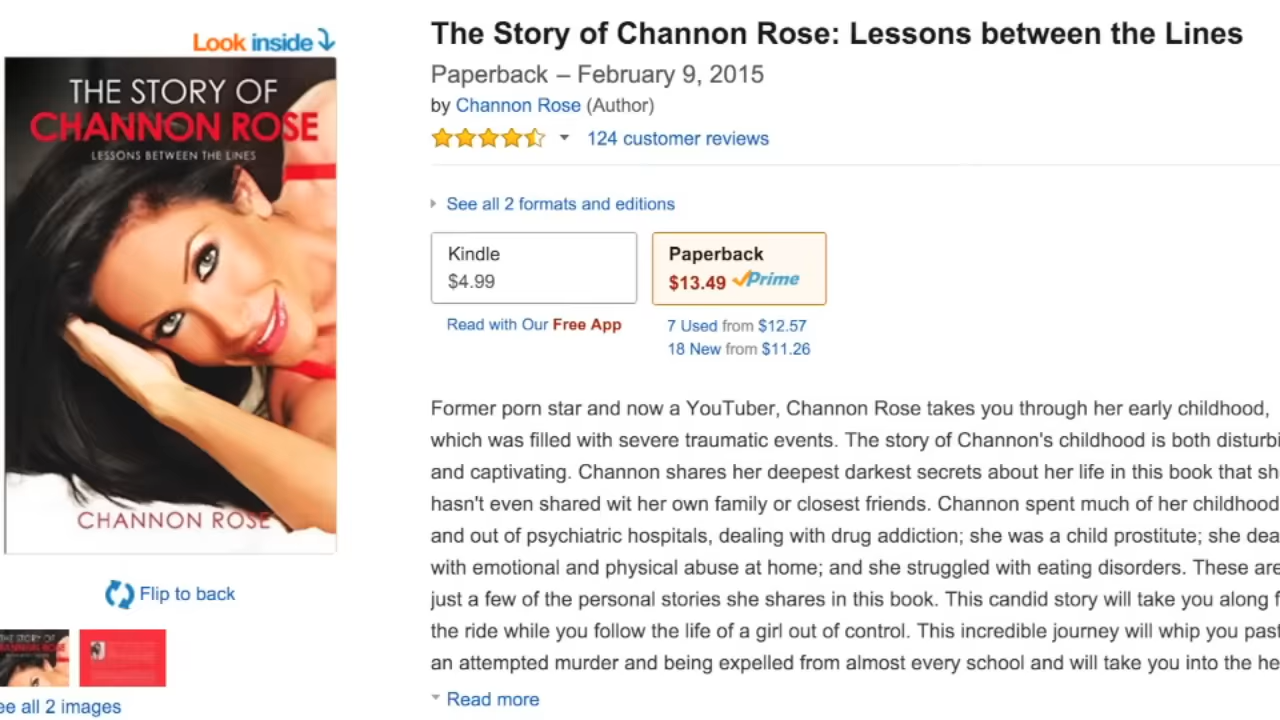 Look inside
THE STORY OF
CHANNON ROSE
LESSONS BETWEEN THE LINES
CHANNON ROSE
Flip to back
THE STORY OF
ee all 2 images
The Story of Channon Rose: Lessons between the Lines
Paperback – February 9, 2015
by Channon Rose (Author)
124 customer reviews
See all 2 formats and editions
Kindle
$4.99
Read with Our Free App
Paperback
$13.49 Prime
7 Used from $12.57
18 New from $11.26
Former porn star and now a YouTuber, Channon Rose takes you through her early childhood,
which was filled with severe traumatic events. The story of Channon's childhood is both disturbi
and captivating. Channon shares her deepest darkest secrets about her life in this book that sh
hasn't even shared wit her own family or closest friends. Channon spent much of her childhood
and out of psychiatric hospitals, dealing with drug addiction; she was a child prostitute; she dea
with emotional and physical abuse at home; and she struggled with eating disorders. These are
just a few of the personal stories she shares in this book. This candid story will take you along f
the ride while you follow the life of a girl out of control. This incredible journey will whip you past
an attempted murder and being expelled from almost every school and will take you into the he
Read more